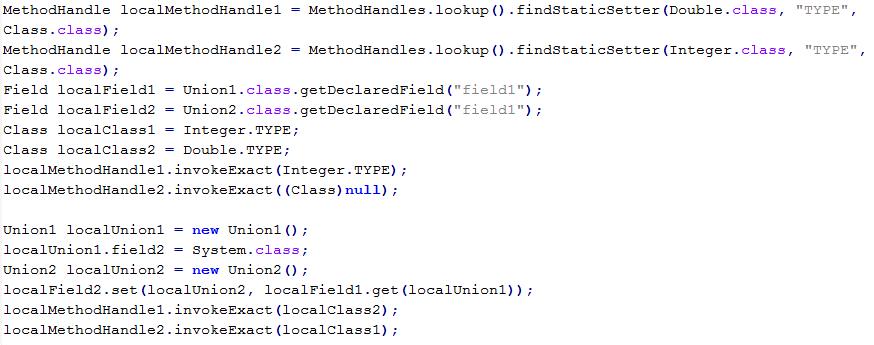 MethodHandle localMethodHandle1 = MethodHandles.lookup().findStaticSetter(Double.class, "TYPE",
Class.class);
MethodHandle localMethodHandle2 = MethodHandles.lookup().findStaticSetter(Integer.class, "TYPE",
Class.class);
Field localField1 = Union1.class.getDeclaredField("field1");
Field localField2 = Union2.class.getDeclaredField("field1");
Class localClass1 = Integer.TYPE;
Class localClass2 = Double.TYPE;
localMethodHandle1.invokeExact(Integer.TYPE);
localMethodHandle2.invokeExact((Class)null);

Union1 localUnion1 = new Union1();
localUnion1.field2 = System.class;
Union2 localUnion2 = new Union2();
localField2.set(localUnion2, localField1.get(localUnion1));
localMethodHandle1.invokeExact(localClass2);
localMethodHandle2.invokeExact(localClass1);